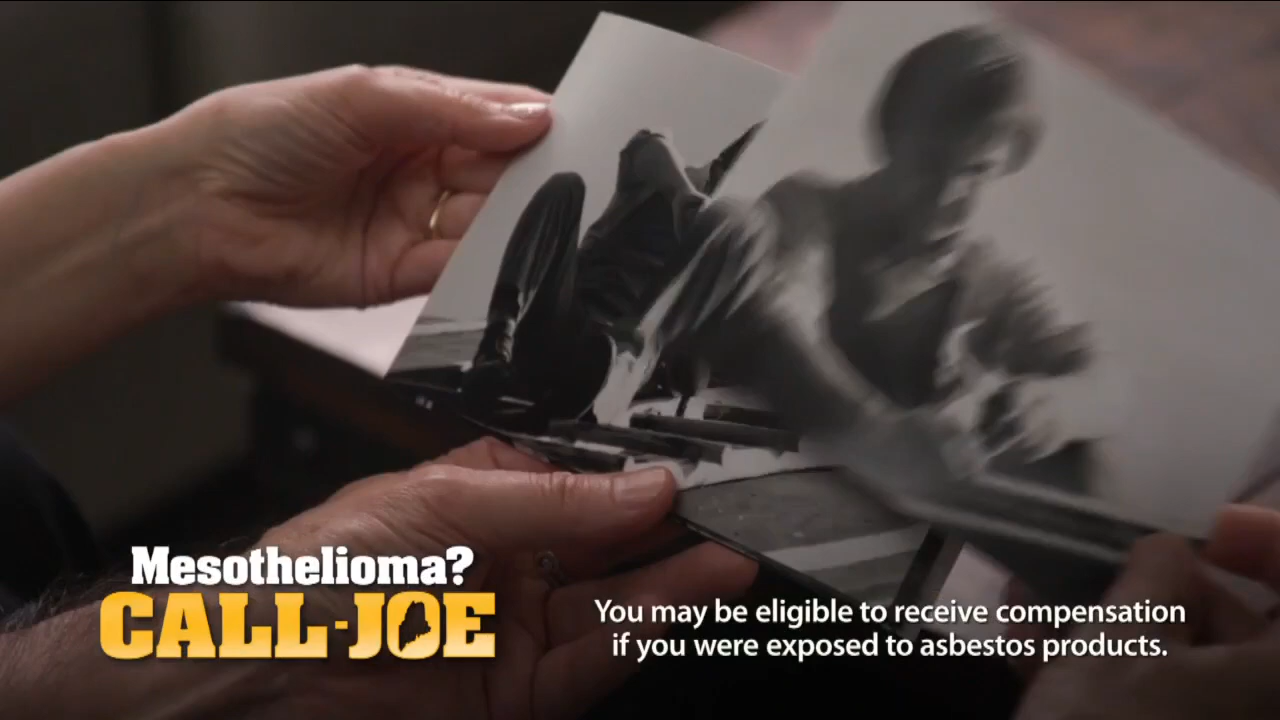 Mesothelioma?
CALL-JOE
You may be eligible to receive compensation
if you were exposed to asbestos products.